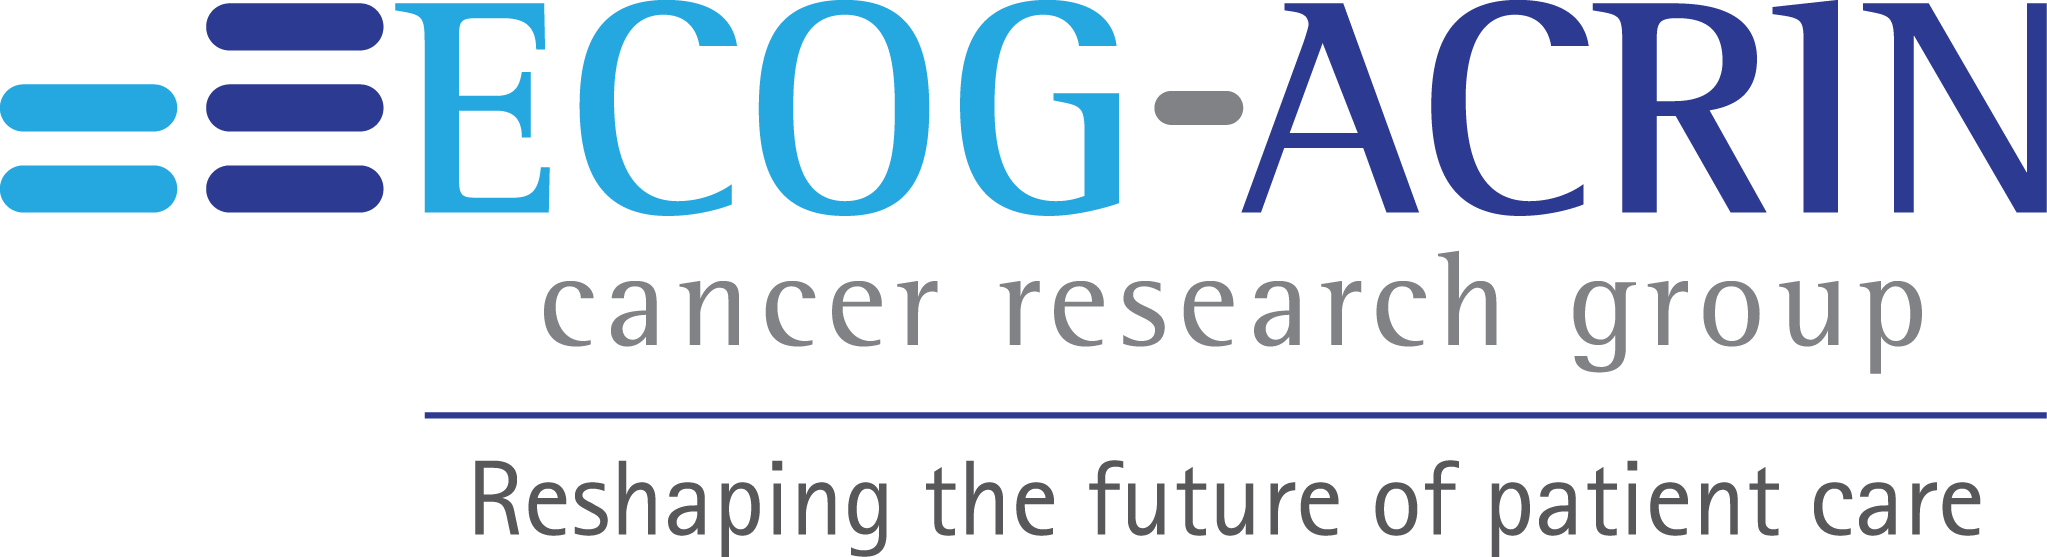 ECOG-ACRIN
cancer research group
Reshaping the future of patient care